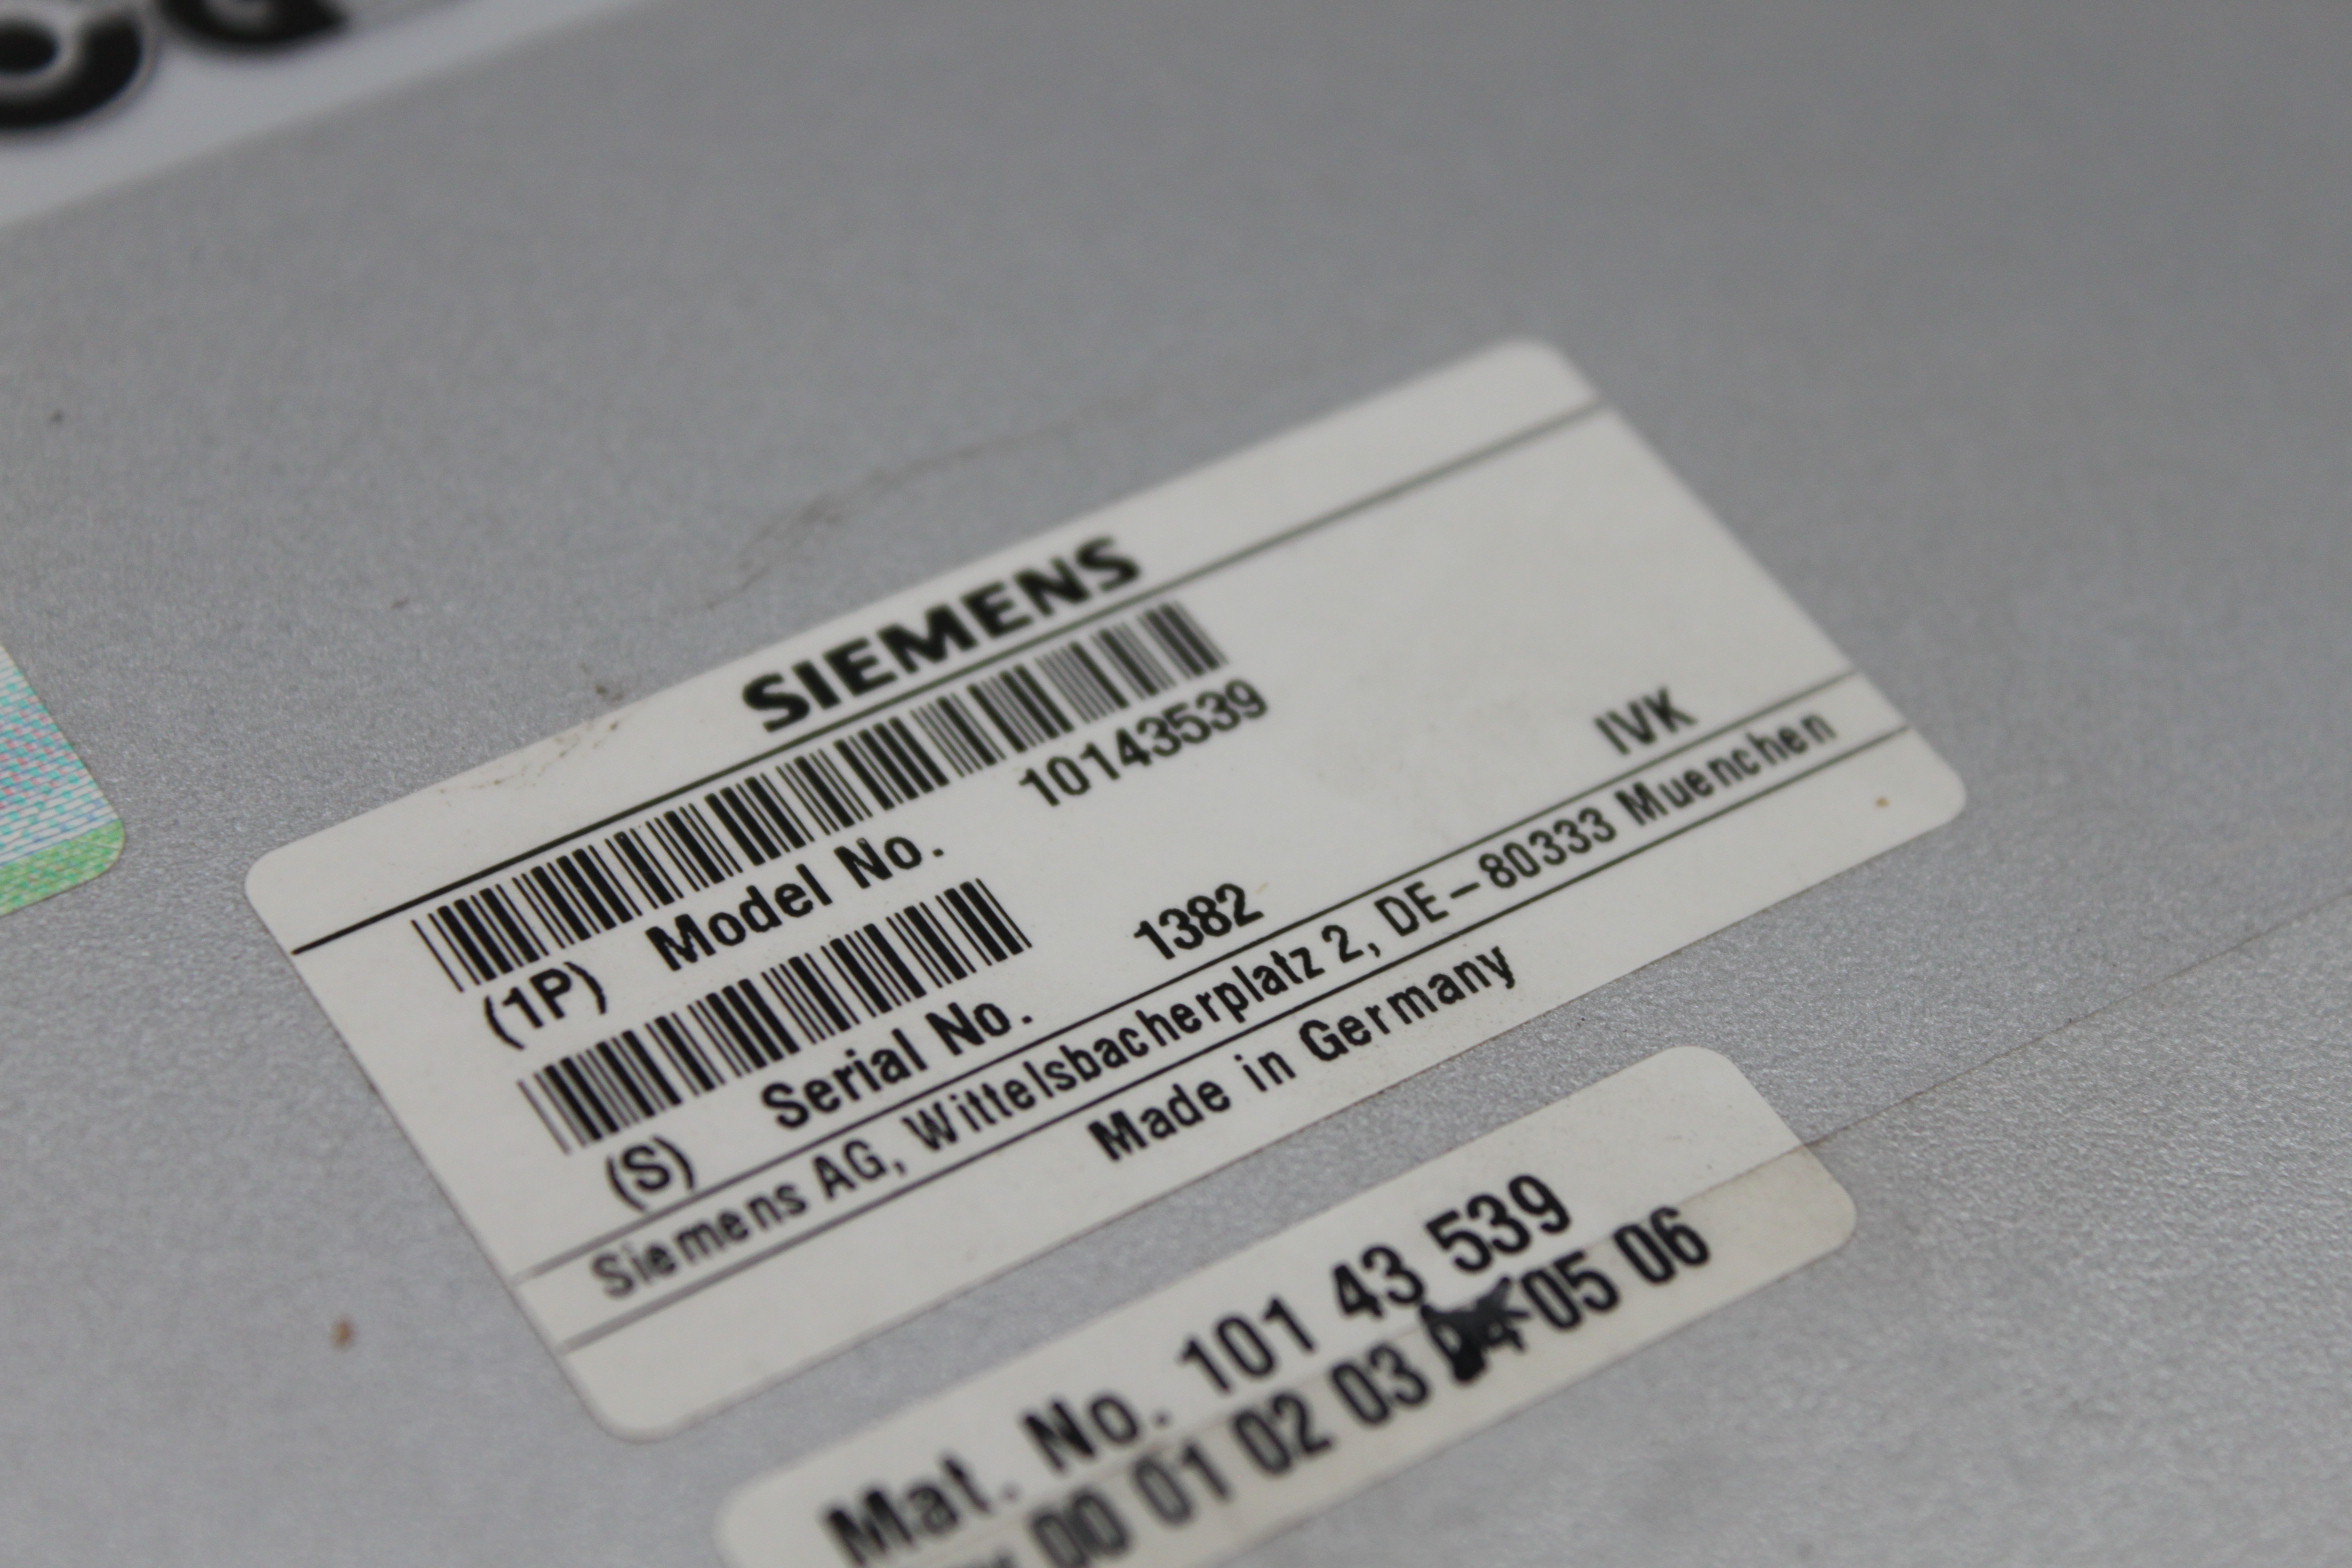 SIEMENS
(1P) Model No. 10143539
(S) Serial No. 1382 IVK
Siemens AG, Wittelsbacherplatz 2, DE-80333 Muenchen
Made in Germany
Mat. No. 101 43 539
00 01 02 03 04 05 06